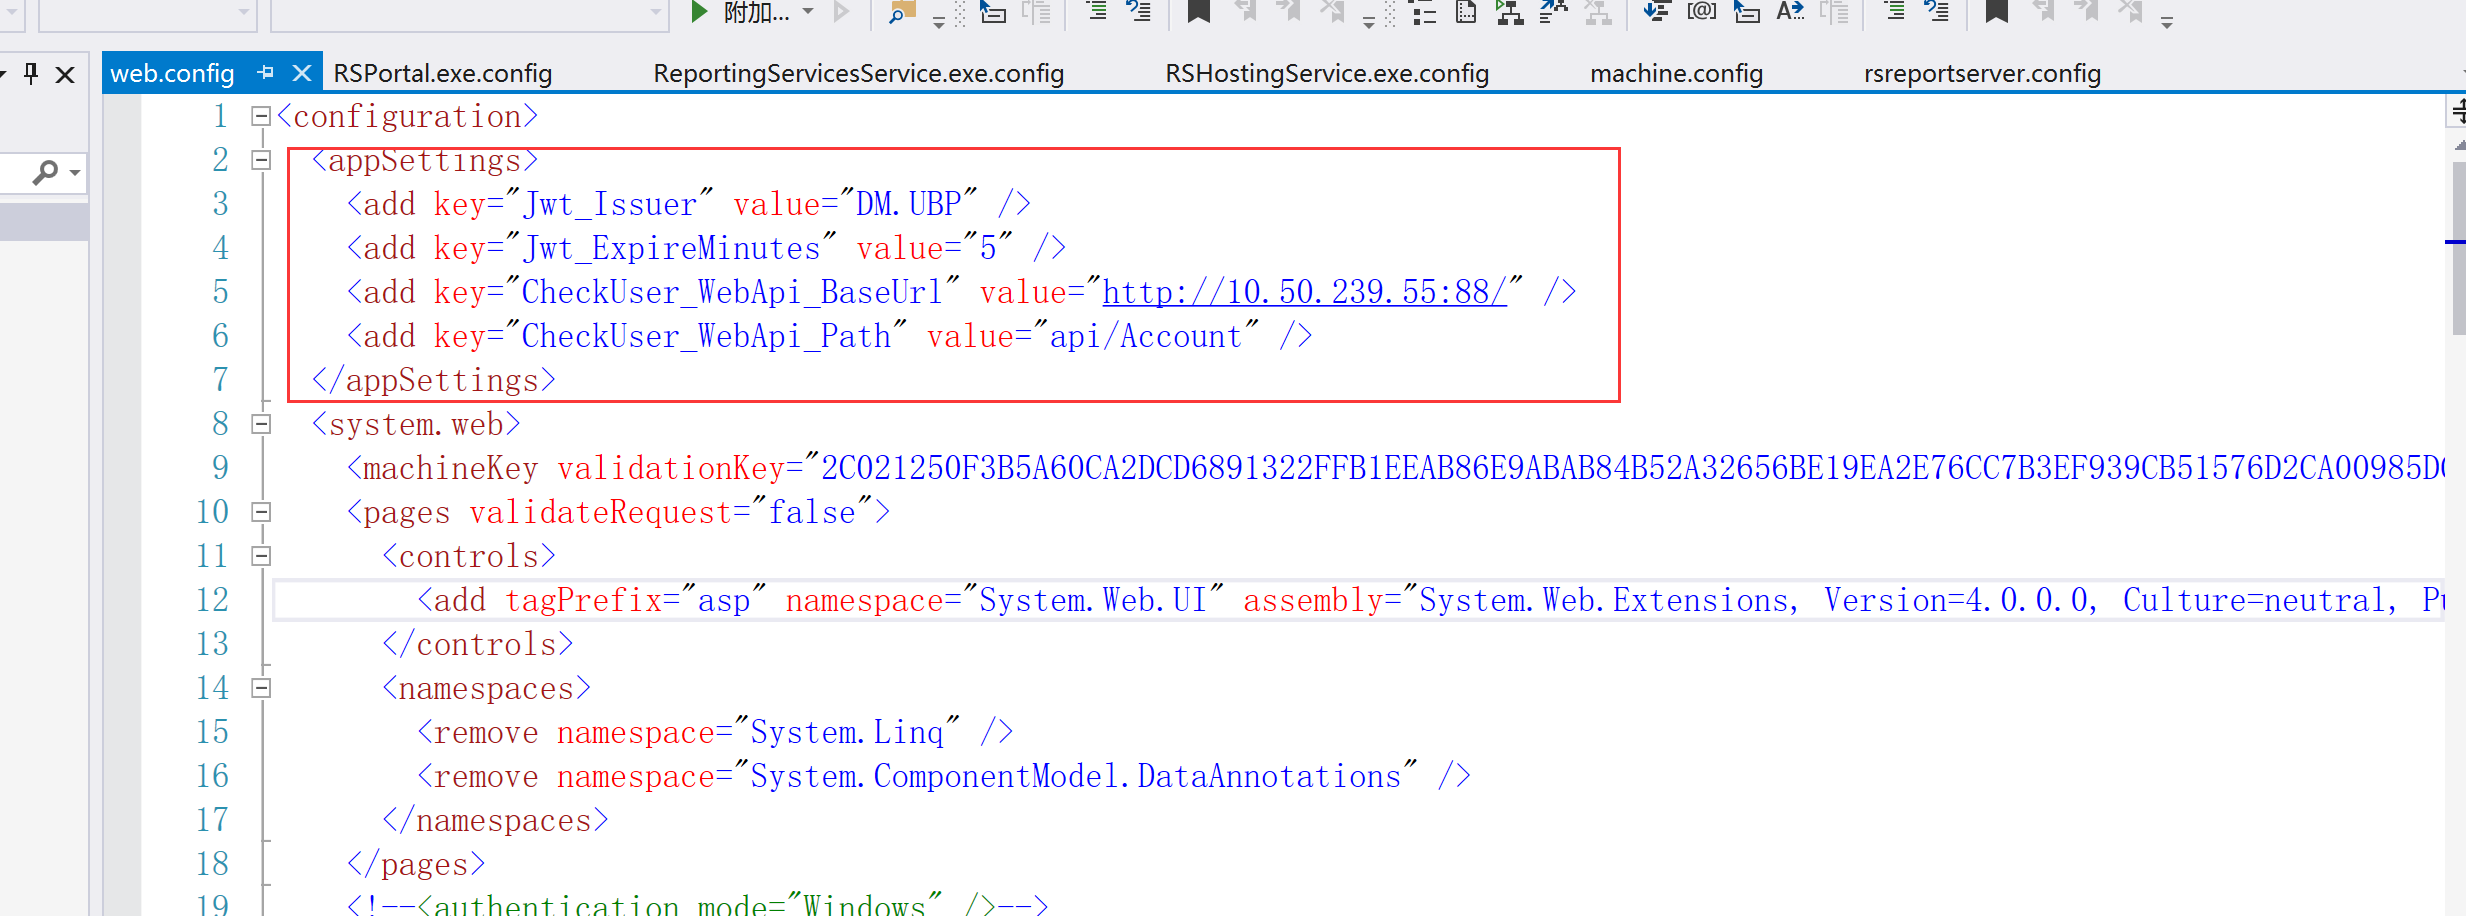 附加...
web.config RSPortal.exe.config ReportingServicesService.exe.config RSHostingService.exe.config machine.config rsreportserver.config
1 <configuration>
2 <appSettings>
3 <add key="Jwt_Issuer" value="DM.UBP" />
4 <add key="Jwt_ExpireMinutes" value="5" />
5 <add key="CheckUser_WebApi_BaseUrl" value="http://10.50.239.55:88/" />
6 <add key="CheckUser_WebApi_Path" value="api/Account" />
7 </appSettings>
8 <system.web>
9 <machineKey validationKey="2C021250F3B5A60CA2DCD6891322FFB1EEAB86E9ABAB84B52A32656BE19EA2E76CC7B3EF939CB51576D2CA00985D
10 <pages validateRequest="false">
11 <controls>
12 <add tagPrefix="asp" namespace="System.Web.UI" assembly="System.Web.Extensions, Version=4.0.0.0, Culture=neutral, Pu
13 </controls>
14 <namespaces>
15 <remove namespace="System.Linq" />
16 <remove namespace="System.ComponentModel.DataAnnotations" />
17 </namespaces>
18 </pages>
19 <!--<authentication mode="Windows" />-->